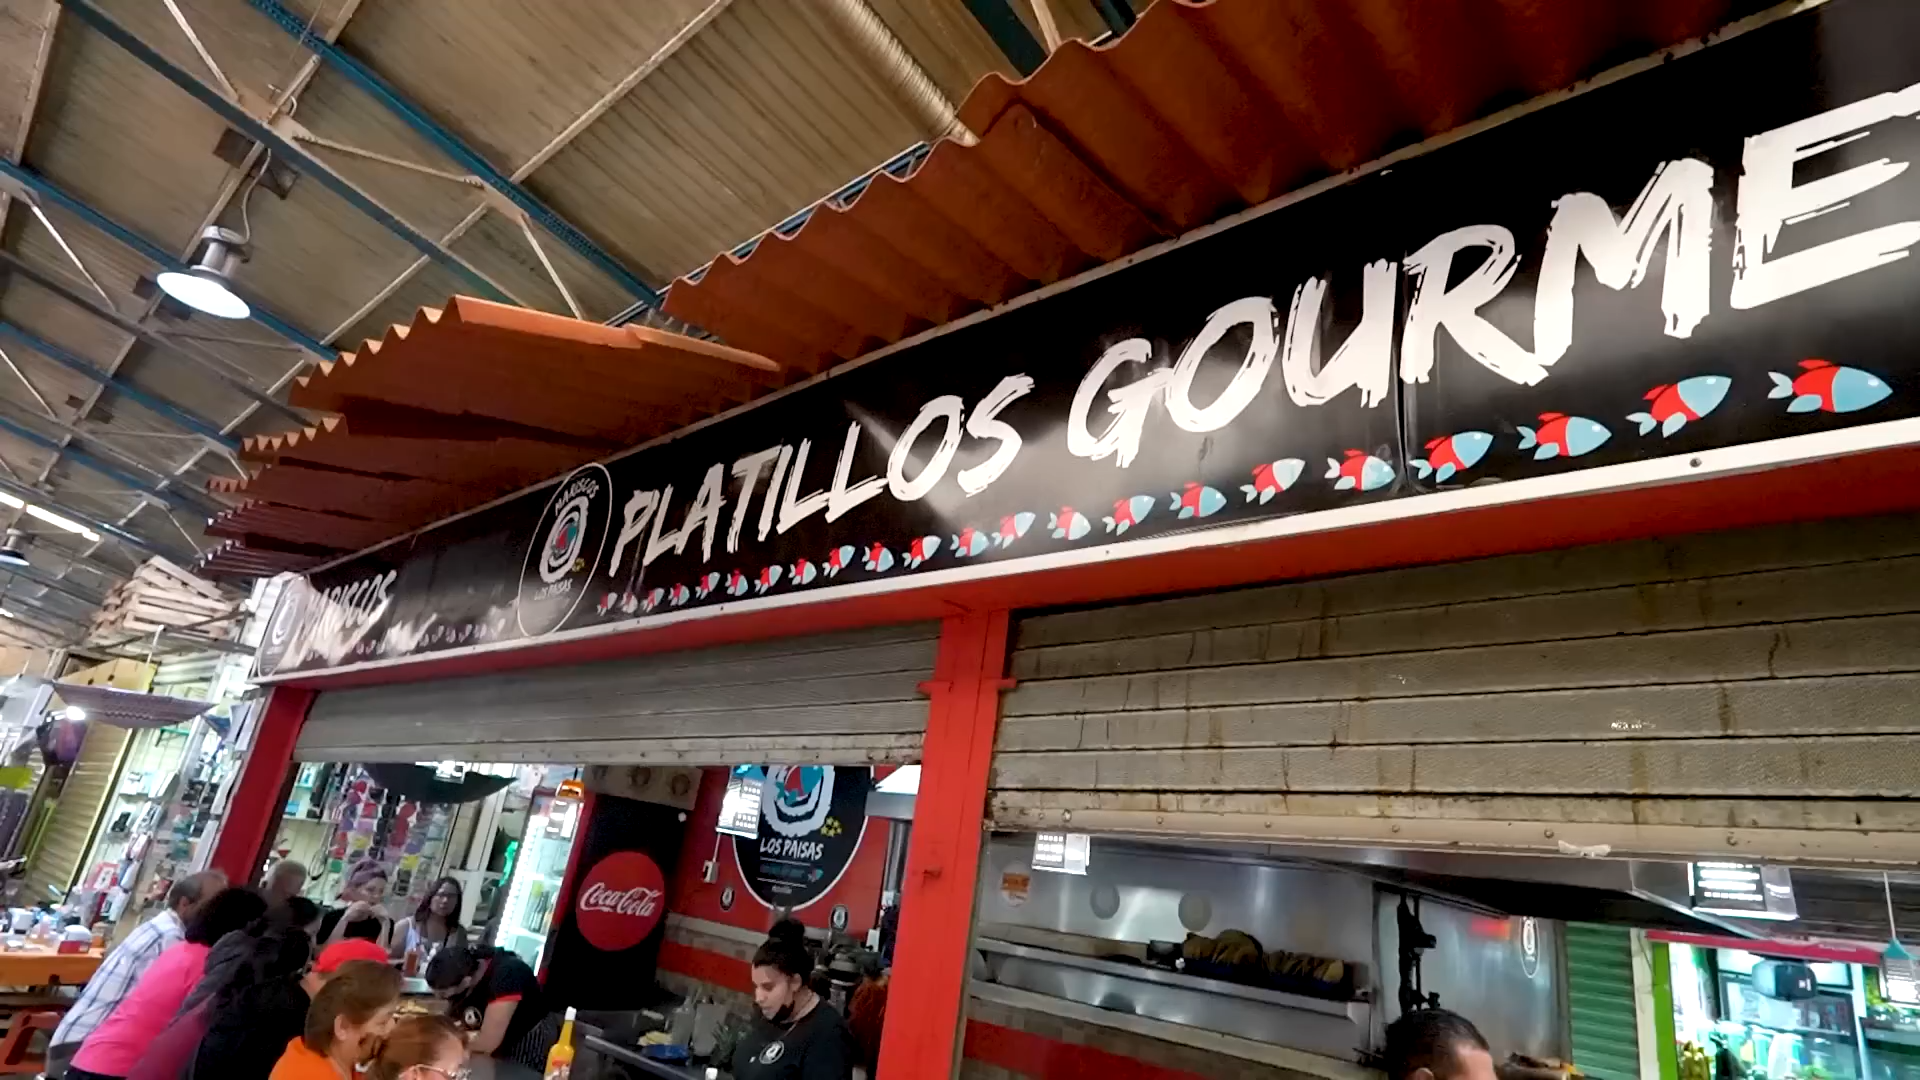 MARISCOS
MARISCOS
LOS PAISAS
PLATILLOS GOURME
LOS PAISAS
Coca-Cola